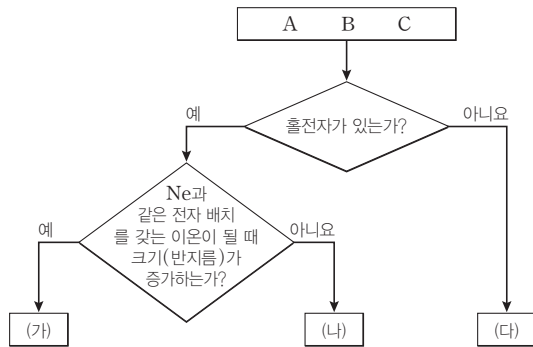 A B C
예
홀전자가 있는가?
아니요
예
Ne과
같은 전자 배치
를 갖는 이온이 될 때
크기(반지름)가
증가하는가?
아니요
(가)
(나)
(다)